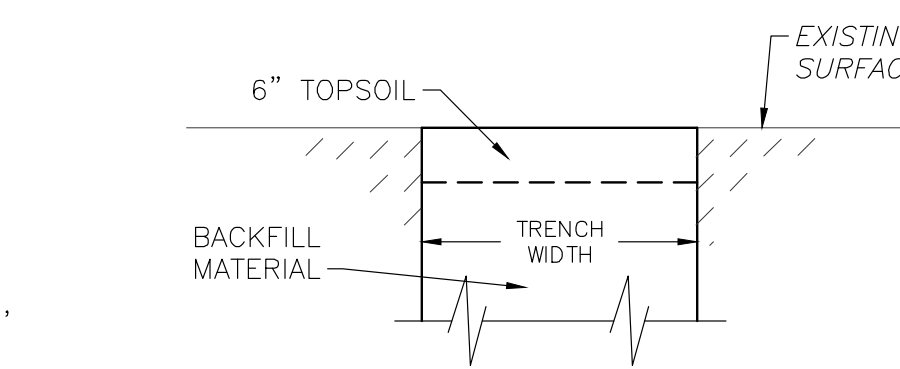 EXISTIN
SURFAC
6” TOPSOIL
TRENCH
WIDTH
BACKFILL
MATERIAL
,